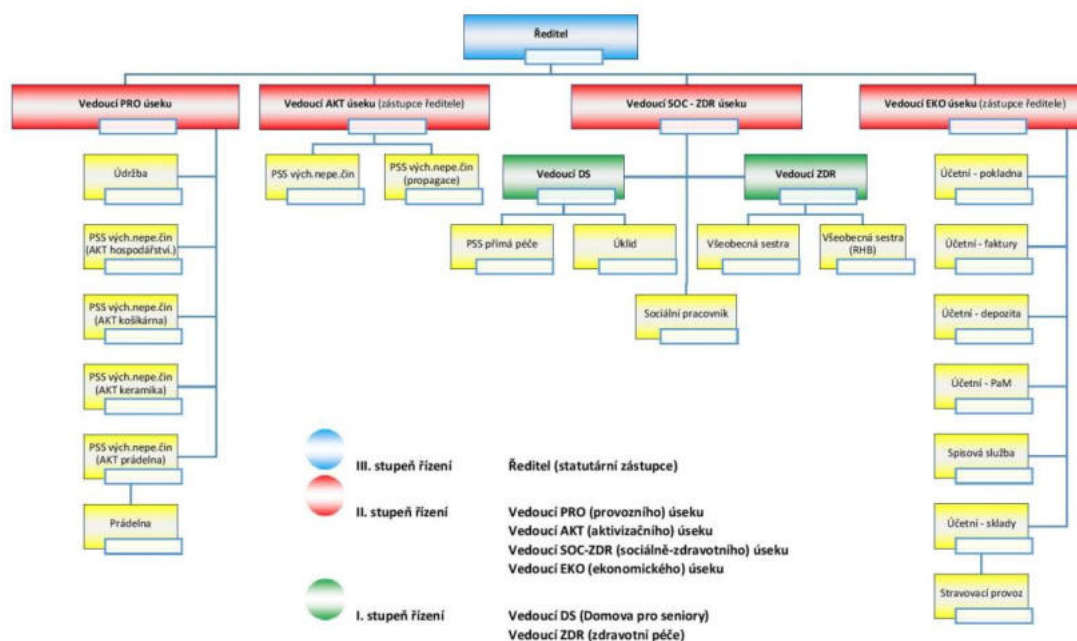 Ředitel
Vedoucí PRO úseku
Vedoucí AKT úseku (zástupce ředitele)
Vedoucí SOC - ZDR úseku
Vedoucí EKO úseku (zástupce ředitele)
Údržba
PSS vých.nepe.čin
(AKT hospodářství.)
PSS vých.nepe.čin
(AKT košíkárna)
PSS vých.nepe.čin
(AKT keramika)
PSS vých.nepe.čin
(AKT prádelna)
Prádelna
PSS vých.nepe.čin
PSS vých.nepe.čin
(propagace)
Vedoucí DS
Vedoucí ZDR
PSS přímá péče
Úklid
Všeobecná sestra
Všeobecná sestra
(RHB)
Sociální pracovník
Účetní - pokladna
Účetní - faktury
Účetní - depozita
Účetní - PaM
Spisová služba
Účetní - sklady
Stravovací provoz
III. stupeň řízení Ředitel (statutární zástupce)
II. stupeň řízení Vedoucí PRO (provozního) úseku
Vedoucí AKT (aktivizačního) úseku
Vedoucí SOC-ZDR (sociálně-zdravotního) úseku
Vedoucí EKO (ekonomického) úseku
I. stupeň řízení Vedoucí DS (Domova pro seniory)
Vedoucí ZDR (zdravotní péče)